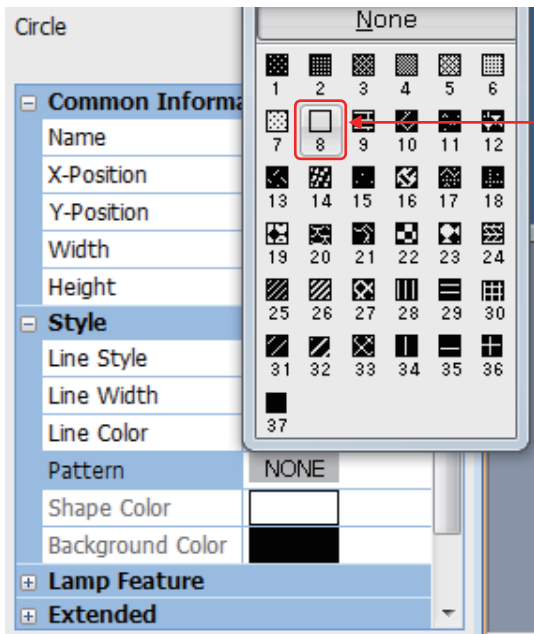 Circle
None
1 2 3 4 5 6
7 8 9 10 11 12
13 14 15 16 17 18
19 20 21 22 23 24
25 26 27 28 29 30
31 32 33 34 35 36
37
Common Informa
Name
X-Position
Y-Position
Width
Height
Style
Line Style
Line Width
Line Color
Pattern NONE
Shape Color
Background Color
Lamp Feature
Extended